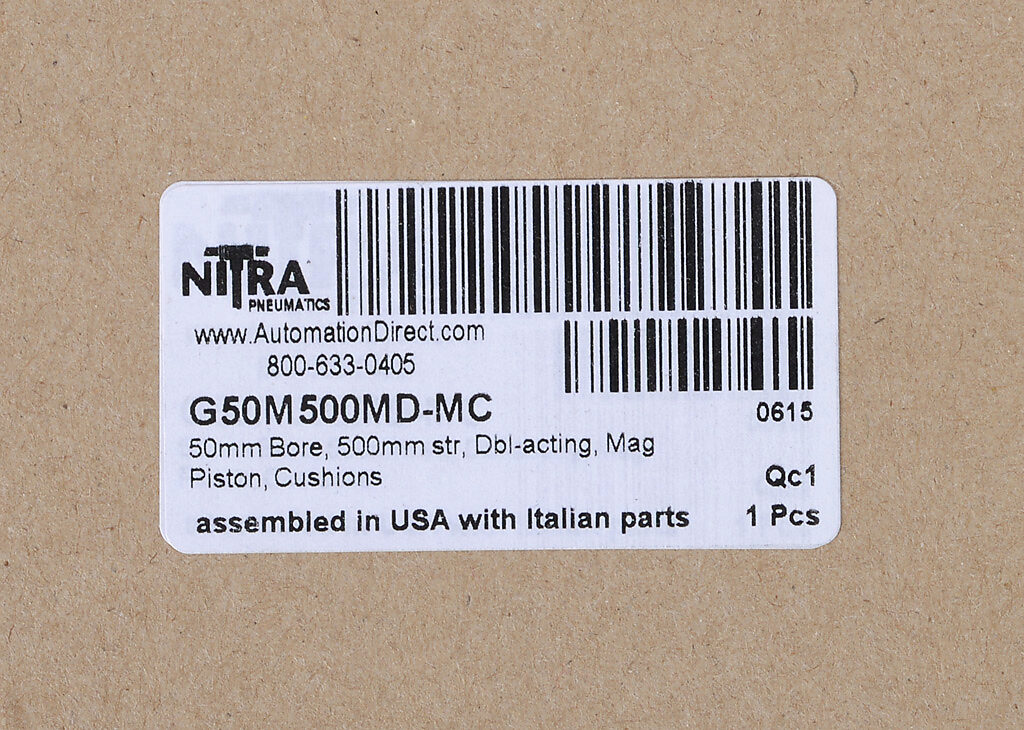 NITRA
PNEUMATICS
www.AutomationDirect.com
800-633-0405
G50M500MD-MC
0615
50mm Bore, 500mm str, Dbl-acting, Mag
Piston, Cushions
Qc1
assembled in USA with Italian parts
1 Pcs